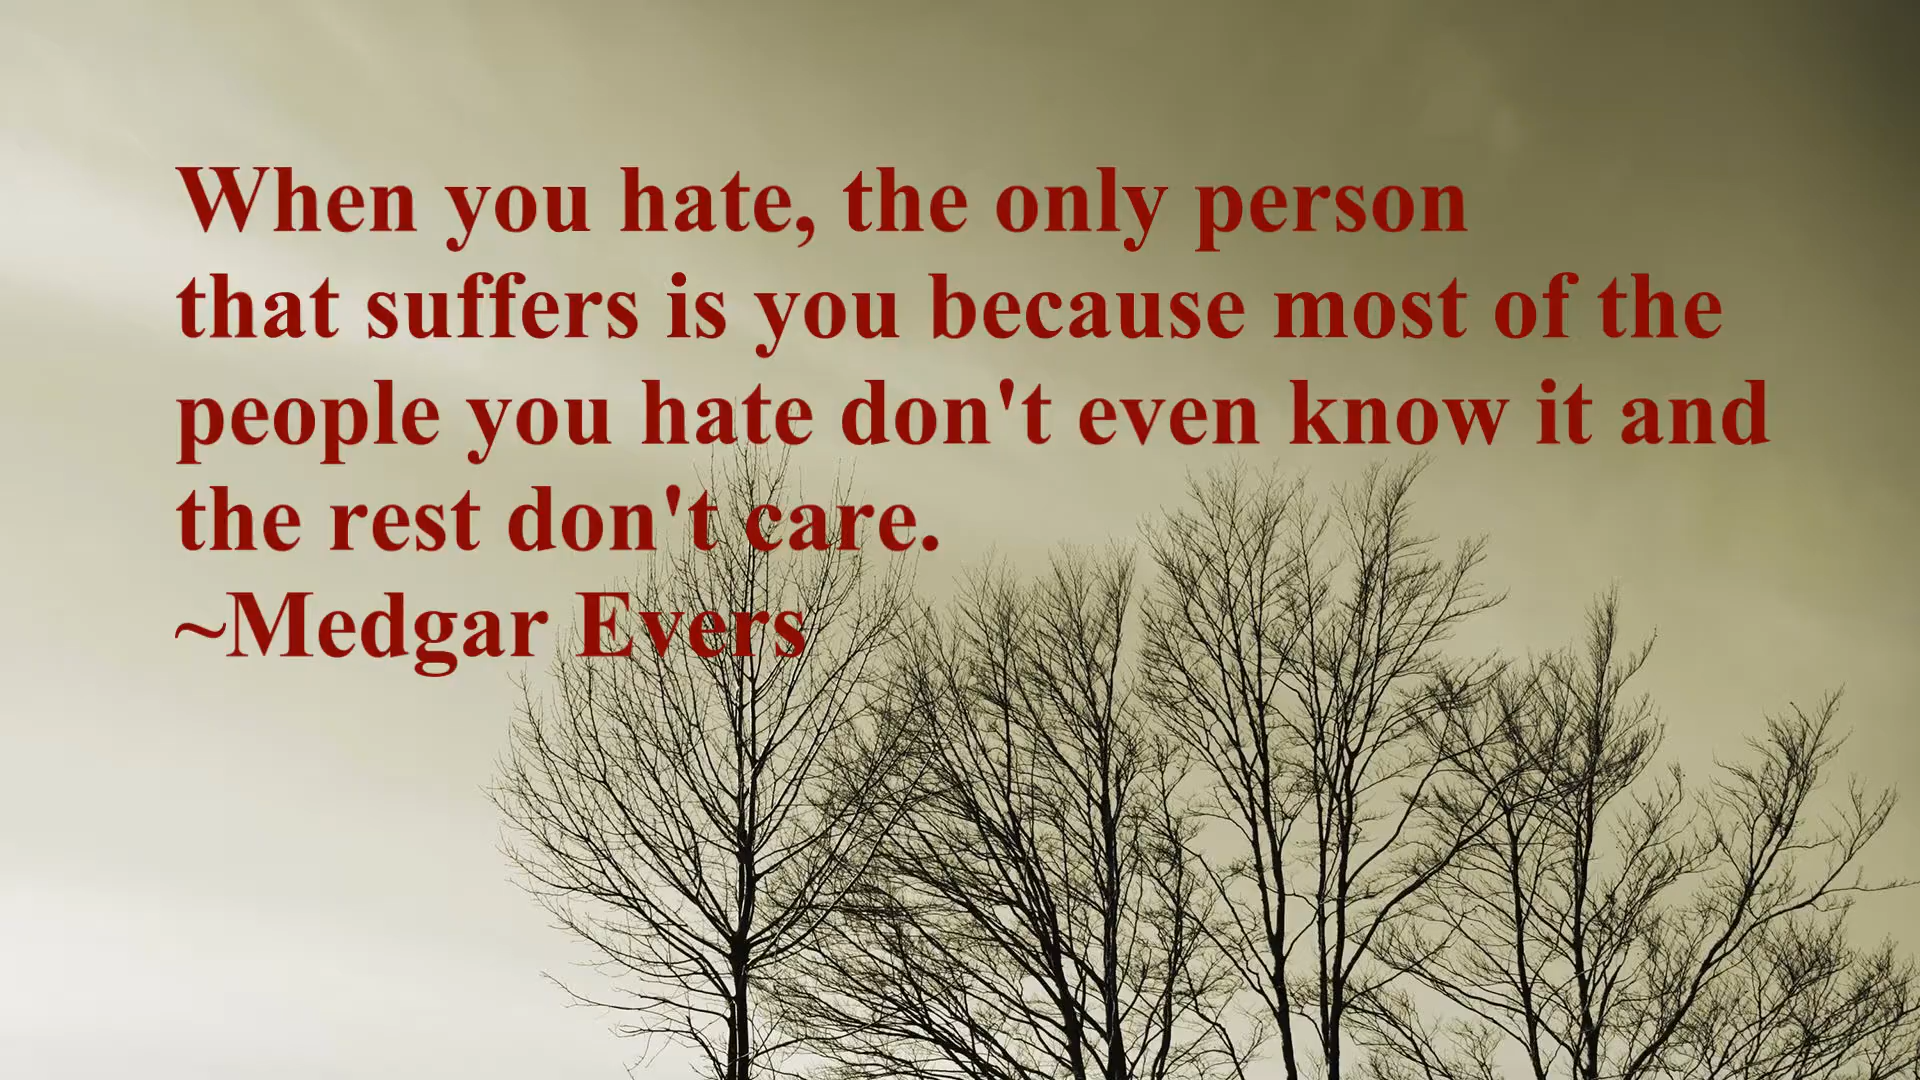 When you hate, the only person
that suffers is you because most of the
people you hate don't even know it and
the rest don't care.
~Medgar Evers